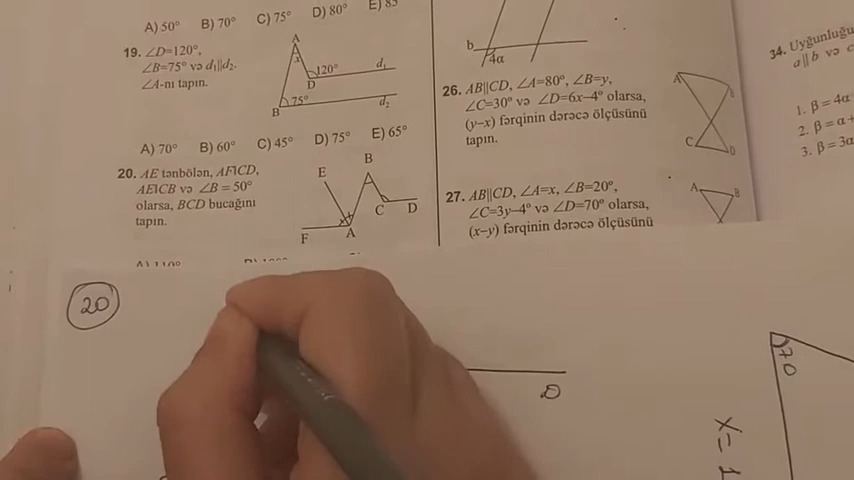 A) 50° B) 70° C) 75° D) 80° E) 85
19. ∠D=120°,
∠B=75° və d₁∥d₂.
∠A-nı tapın.
A
x
120°
d₁
D
75°
B
d₂
A) 70° B) 60° C) 45° D) 75° E) 65°
20. AE tənbölən, AF∥CD,
AE∥CB və ∠B = 50°
olarsa, BCD bucağını
tapın.
E
B
C
D
F
A
A) 110°
b
4α
26. AB∥CD, ∠A=80°, ∠B=y,
∠C=30° və ∠D=6x–4° olarsa,
(y–x) fərqinin dərəcə ölçüsünü
tapın.
A
C
D
27. AB∥CD, ∠A=x, ∠B=20°,
∠C=3y–4° və ∠D=70° olarsa,
(x–y) fərqinin dərəcə ölçüsünü
A
B
34. Uyğunluğu
a∥b və c
1. β = 4α
2. β = α+
3. β = 3α
20
D
70
x= 1